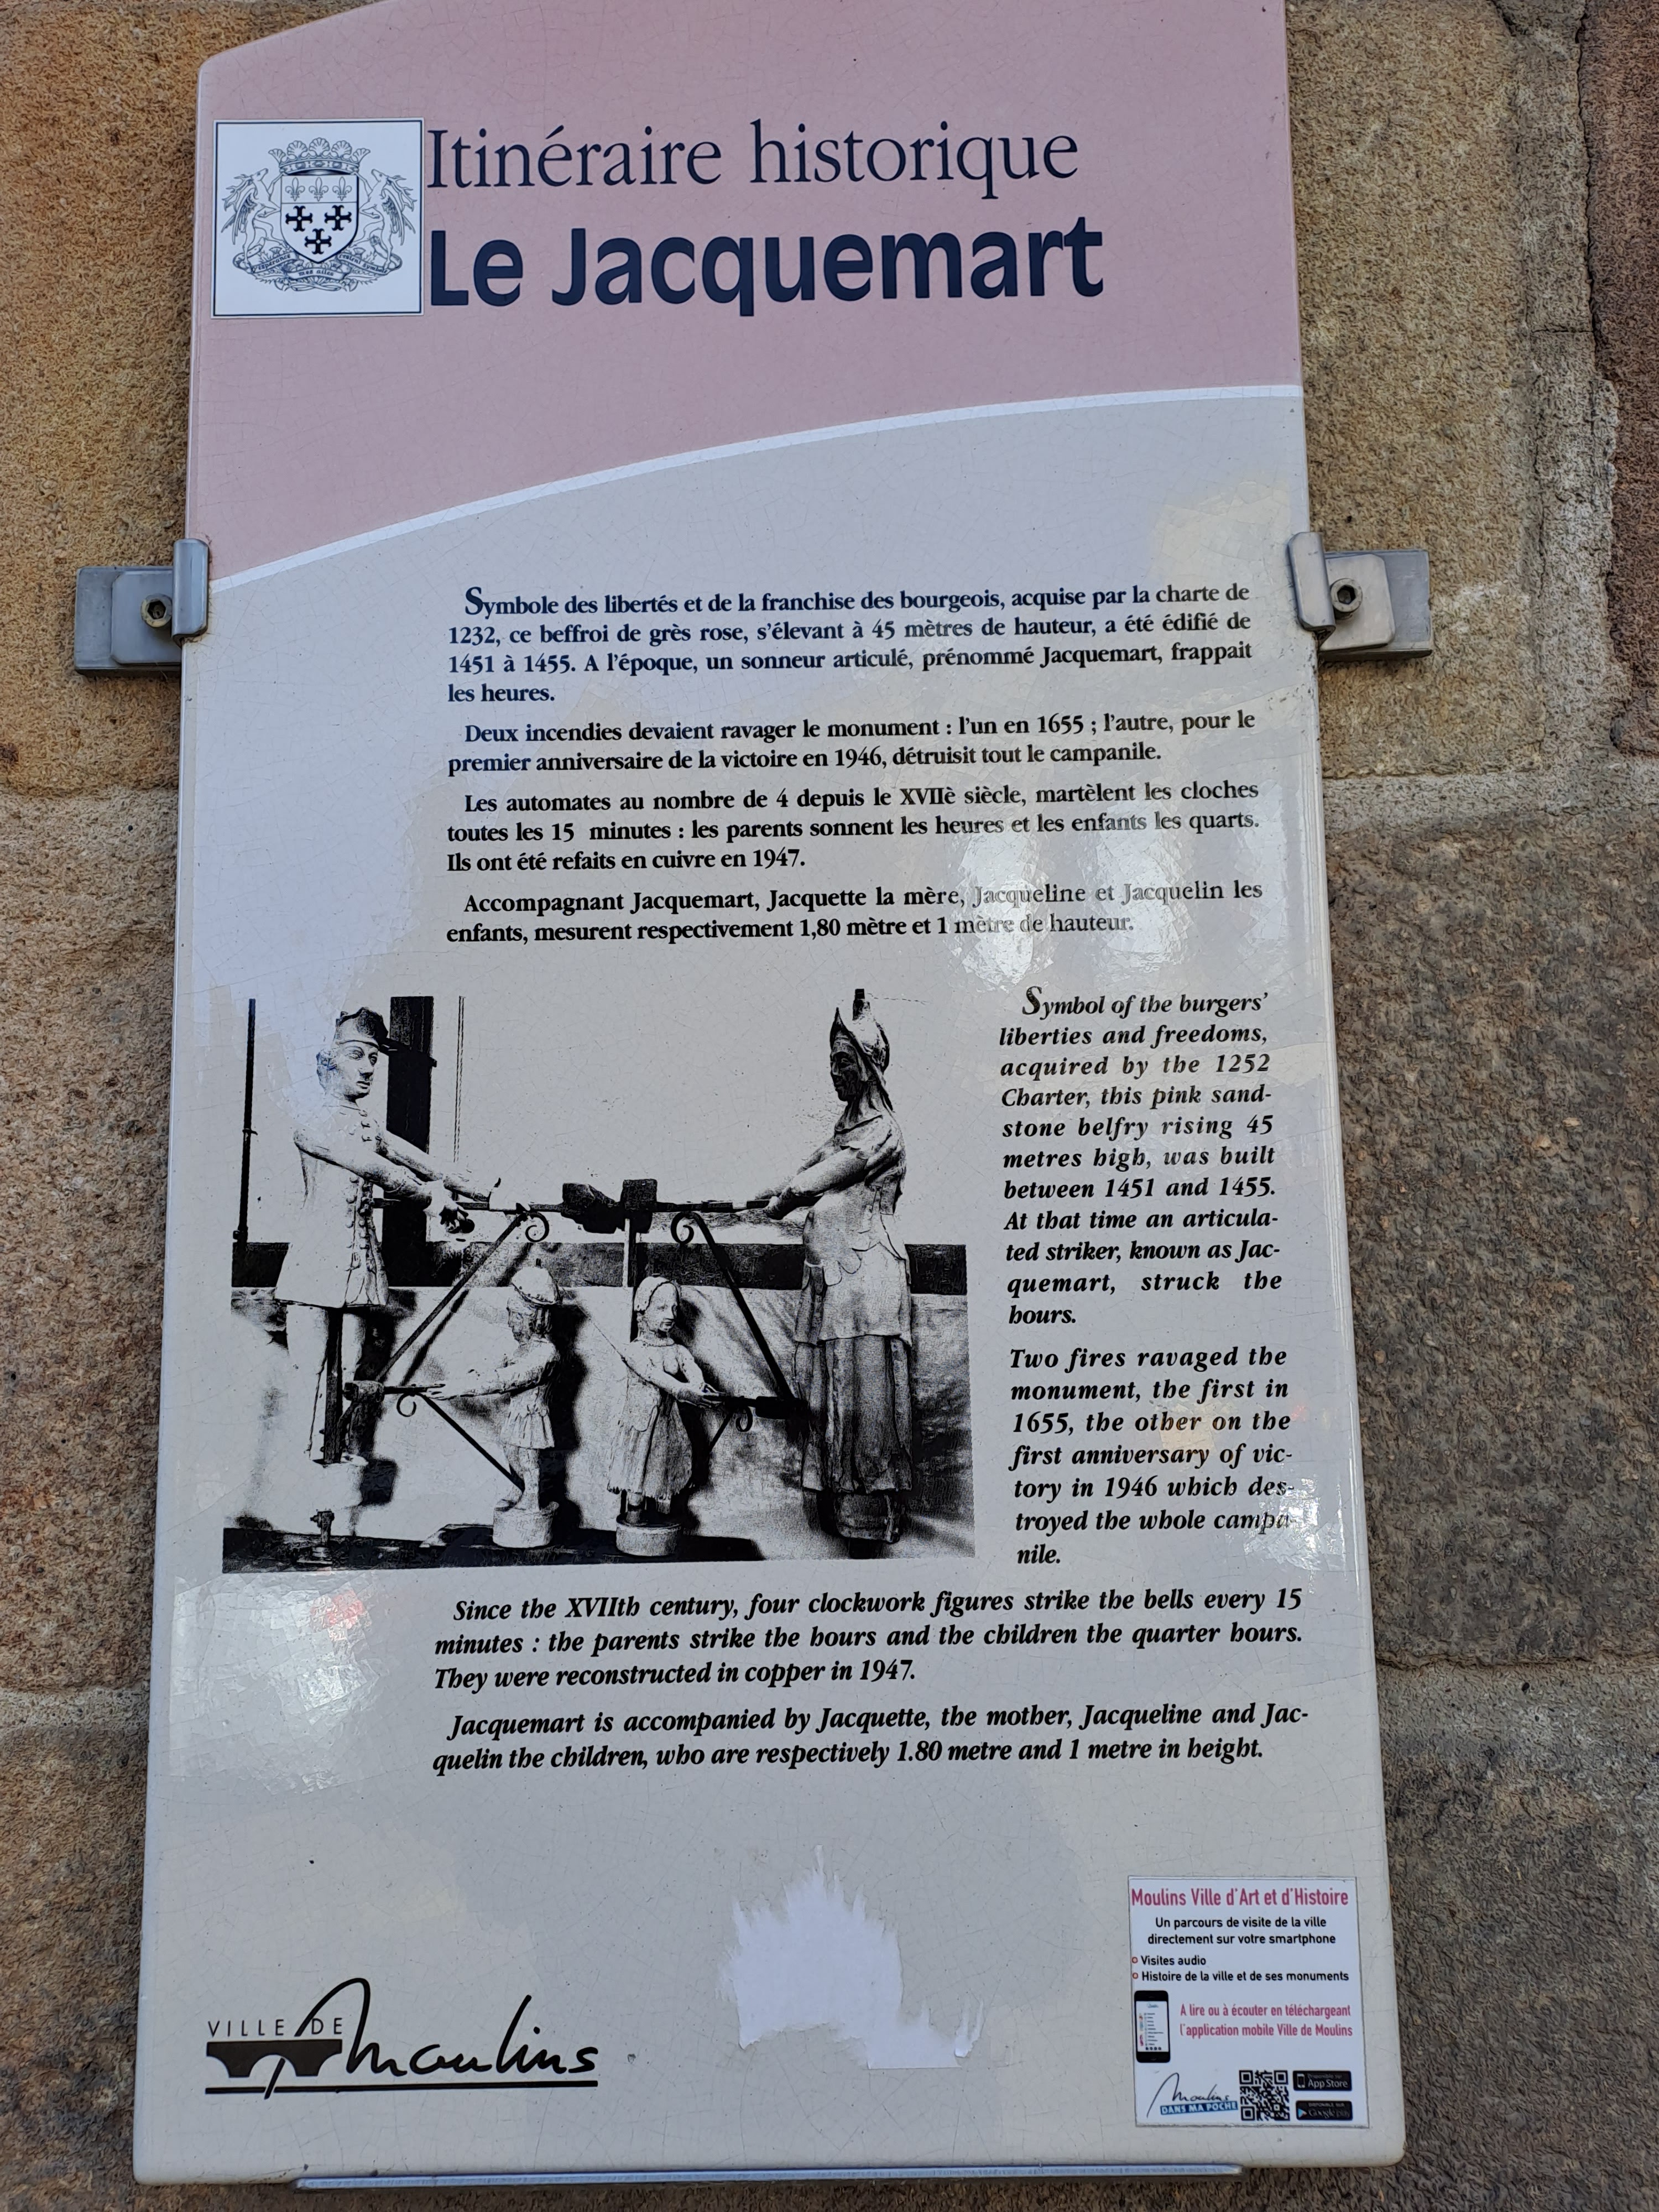 Itinéraire historique
Le Jacquemart
Symbole des libertés et de la franchise des bourgeois, acquise par la charte de
1232, ce beffroi de grès rose, s'élevant à 45 mètres de hauteur, a été édifié de
1451 à 1455. A l'époque, un sonneur articulé, prénommé Jacquemart, frappait
les heures.
Deux incendies devaient ravager le monument : l'un en 1655 ; l'autre, pour le
premier anniversaire de la victoire en 1946, détruisit tout le campanile.
Les automates au nombre de 4 depuis le XVIIè siècle, martèlent les cloches
toutes les 15 minutes : les parents sonnent les heures et les enfants les quarts.
Ils ont été refaits en cuivre en 1947.
Accompagnant Jacquemart, Jacquette la mère, Jacqueline et Jacquelin les
enfants, mesurent respectivement 1,80 mètre et 1 mètre de hauteur.
Symbol of the burgers'
liberties and freedoms,
acquired by the 1252
Charter, this pink sand-
stone belfry rising 45
metres high, was built
between 1451 and 1455.
At that time an articula-
ted striker, known as Jac-
quemart, struck the
hours.
Two fires ravaged the
monument, the first in
1655, the other on the
first anniversary of vic-
tory in 1946 which des-
troyed the whole campa
nile.
Since the XVIIth century, four clockwork figures strike the bells every 15
minutes : the parents strike the hours and the children the quarter hours.
They were reconstructed in copper in 1947.
Jacquemart is accompanied by Jacquette, the mother, Jacqueline and Jac-
quelin the children, who are respectively 1.80 metre and 1 metre in height.
VILLE DE
Moulins
Moulins Ville d'Art et d'Histoire
Un parcours de visite de la ville
directement sur votre smartphone
Visites audio
Histoire de la ville et de ses monuments
A lire ou à écouter en téléchargeant
l'application mobile Ville de Moulins
Moulins
DANS MA POCHE
App Store
Google